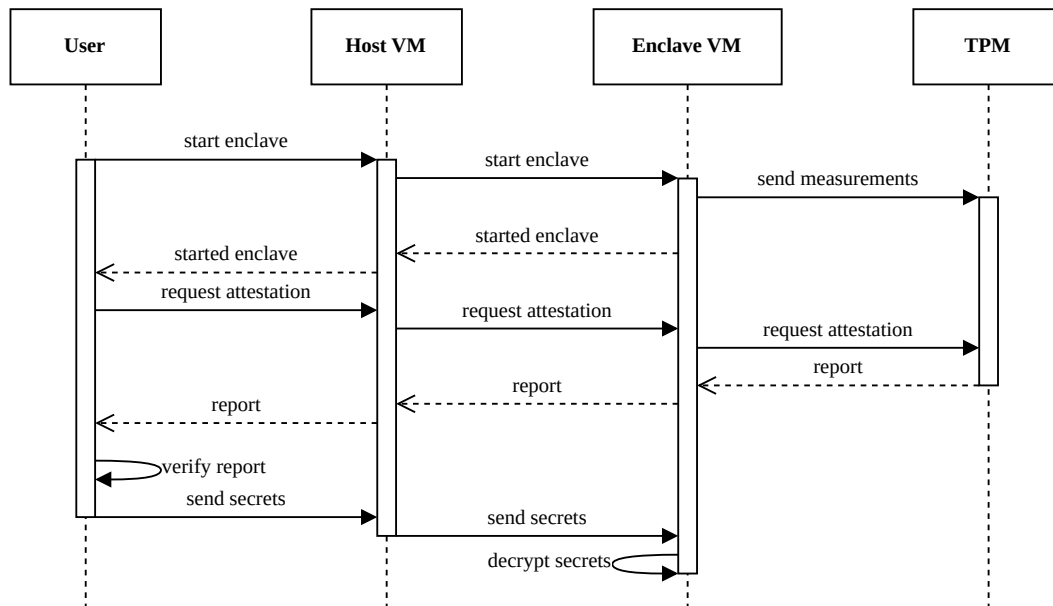 User
Host VM
Enclave VM
TPM
start enclave
start enclave
send measurements
started enclave
started enclave
request attestation
request attestation
request attestation
report
report
report
verify report
send secrets
send secrets
decrypt secrets